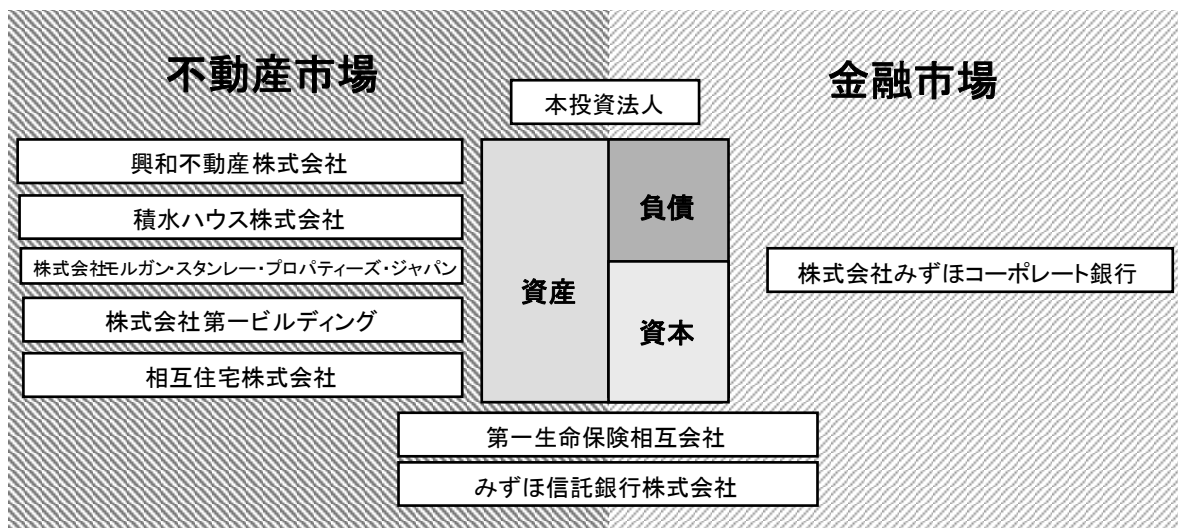 不動産市場
金融市場
本投資法人
興和不動産株式会社
積水ハウス株式会社
株式会社モルガン・スタンレー・プロパティーズ・ジャパン
株式会社第一ビルディング
相互住宅株式会社
資産
負債
資本
株式会社みずほコーポレート銀行
第一生命保険相互会社
みずほ信託銀行株式会社